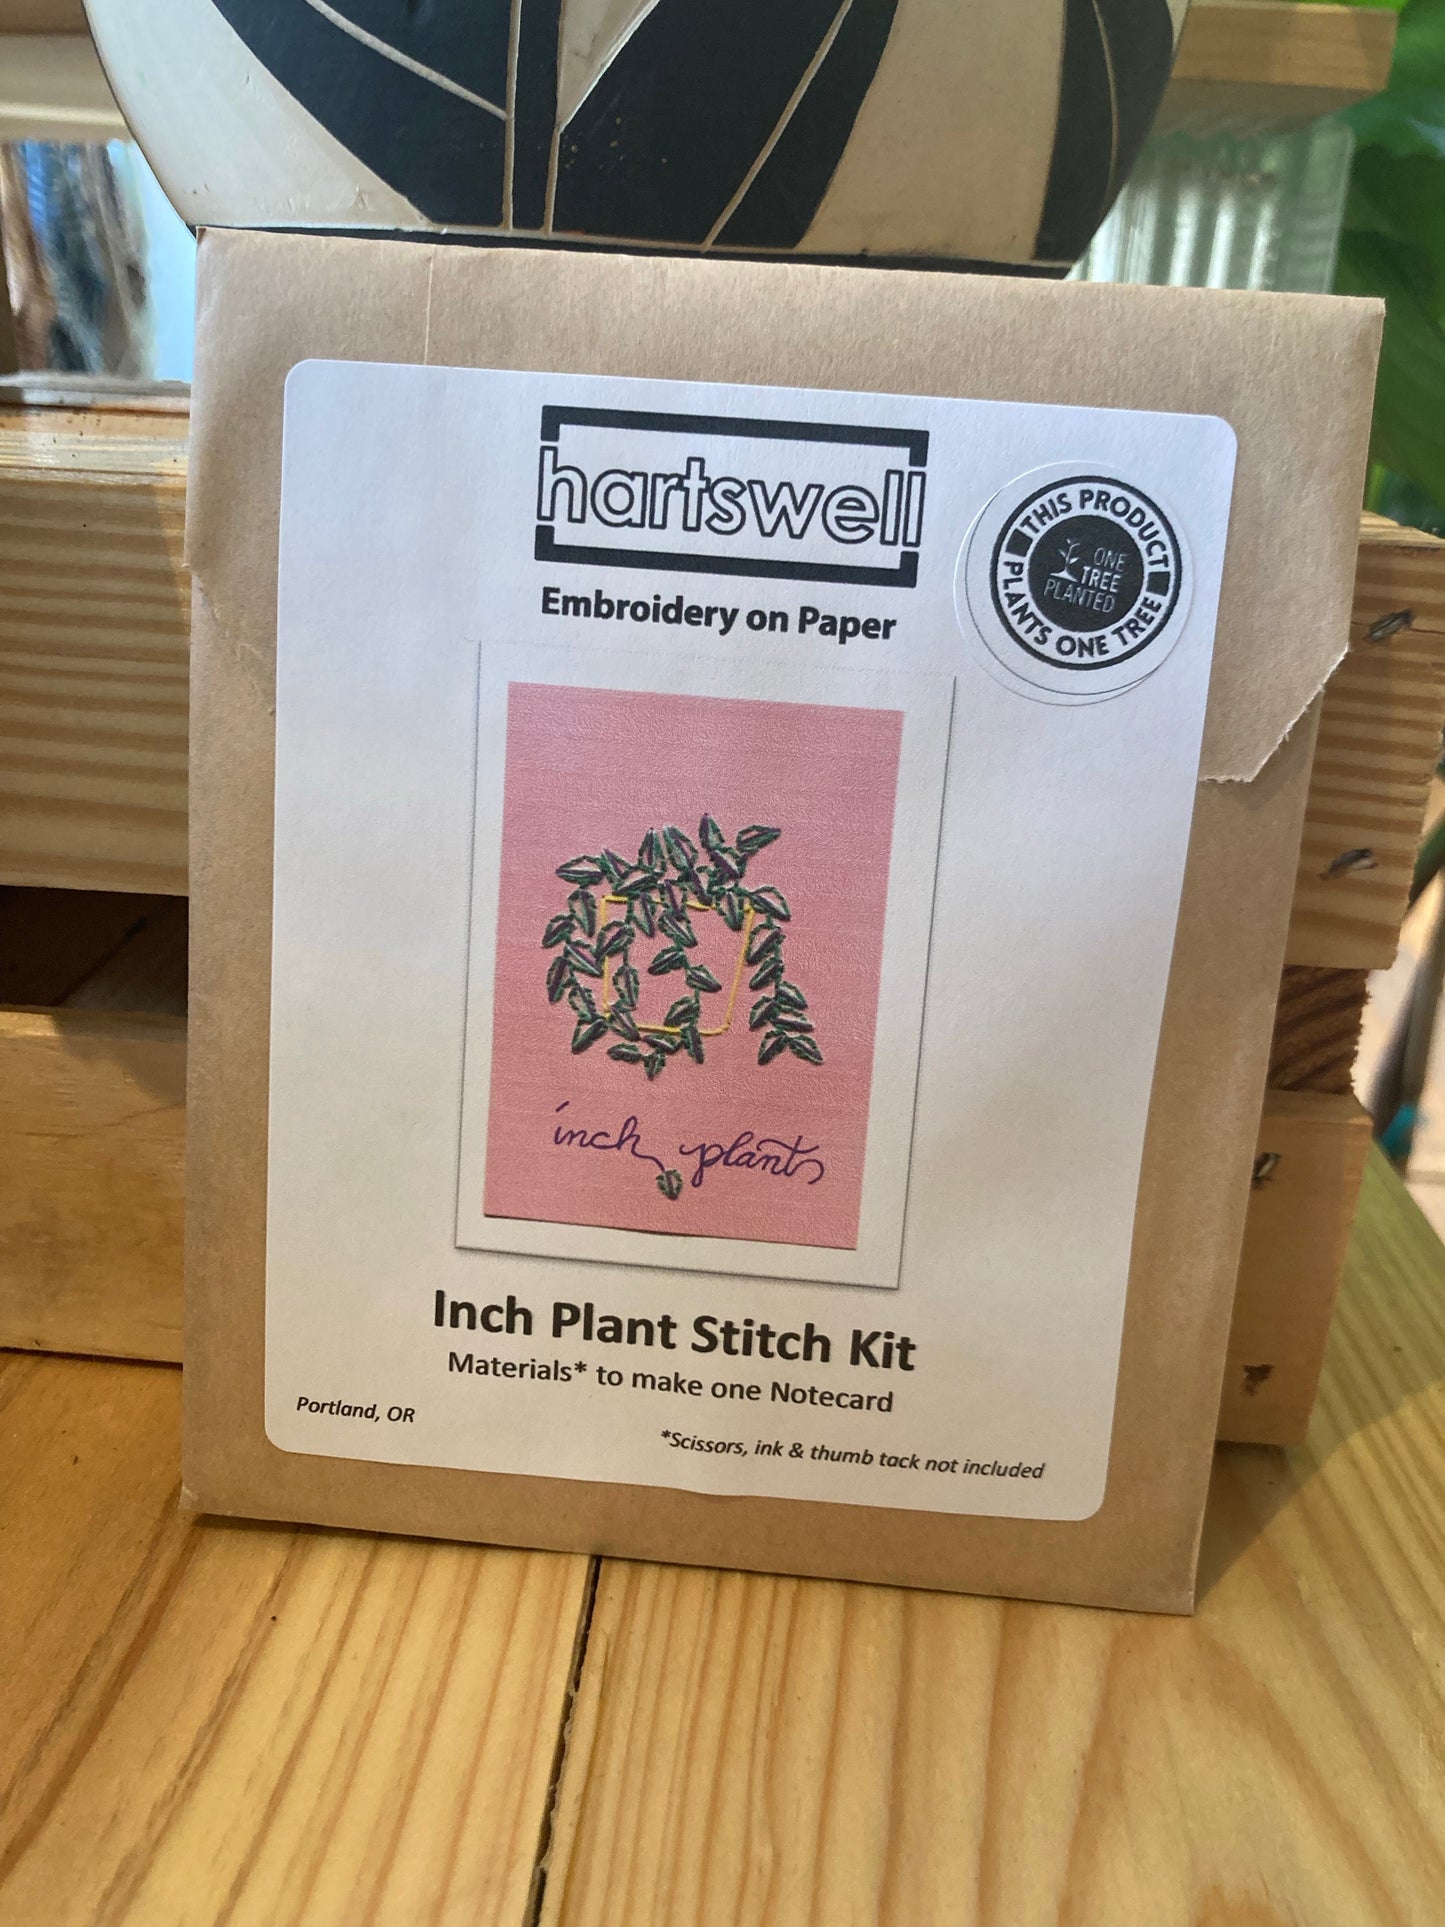 hartswell
Embroidery on Paper
THIS PRODUCT
PLANTS ONE TREE
ONE
TREE
PLANTED
inch plants
Inch Plant Stitch Kit
Materials* to make one Notecard
Portland, OR
*Scissors, ink & thumb tack not included